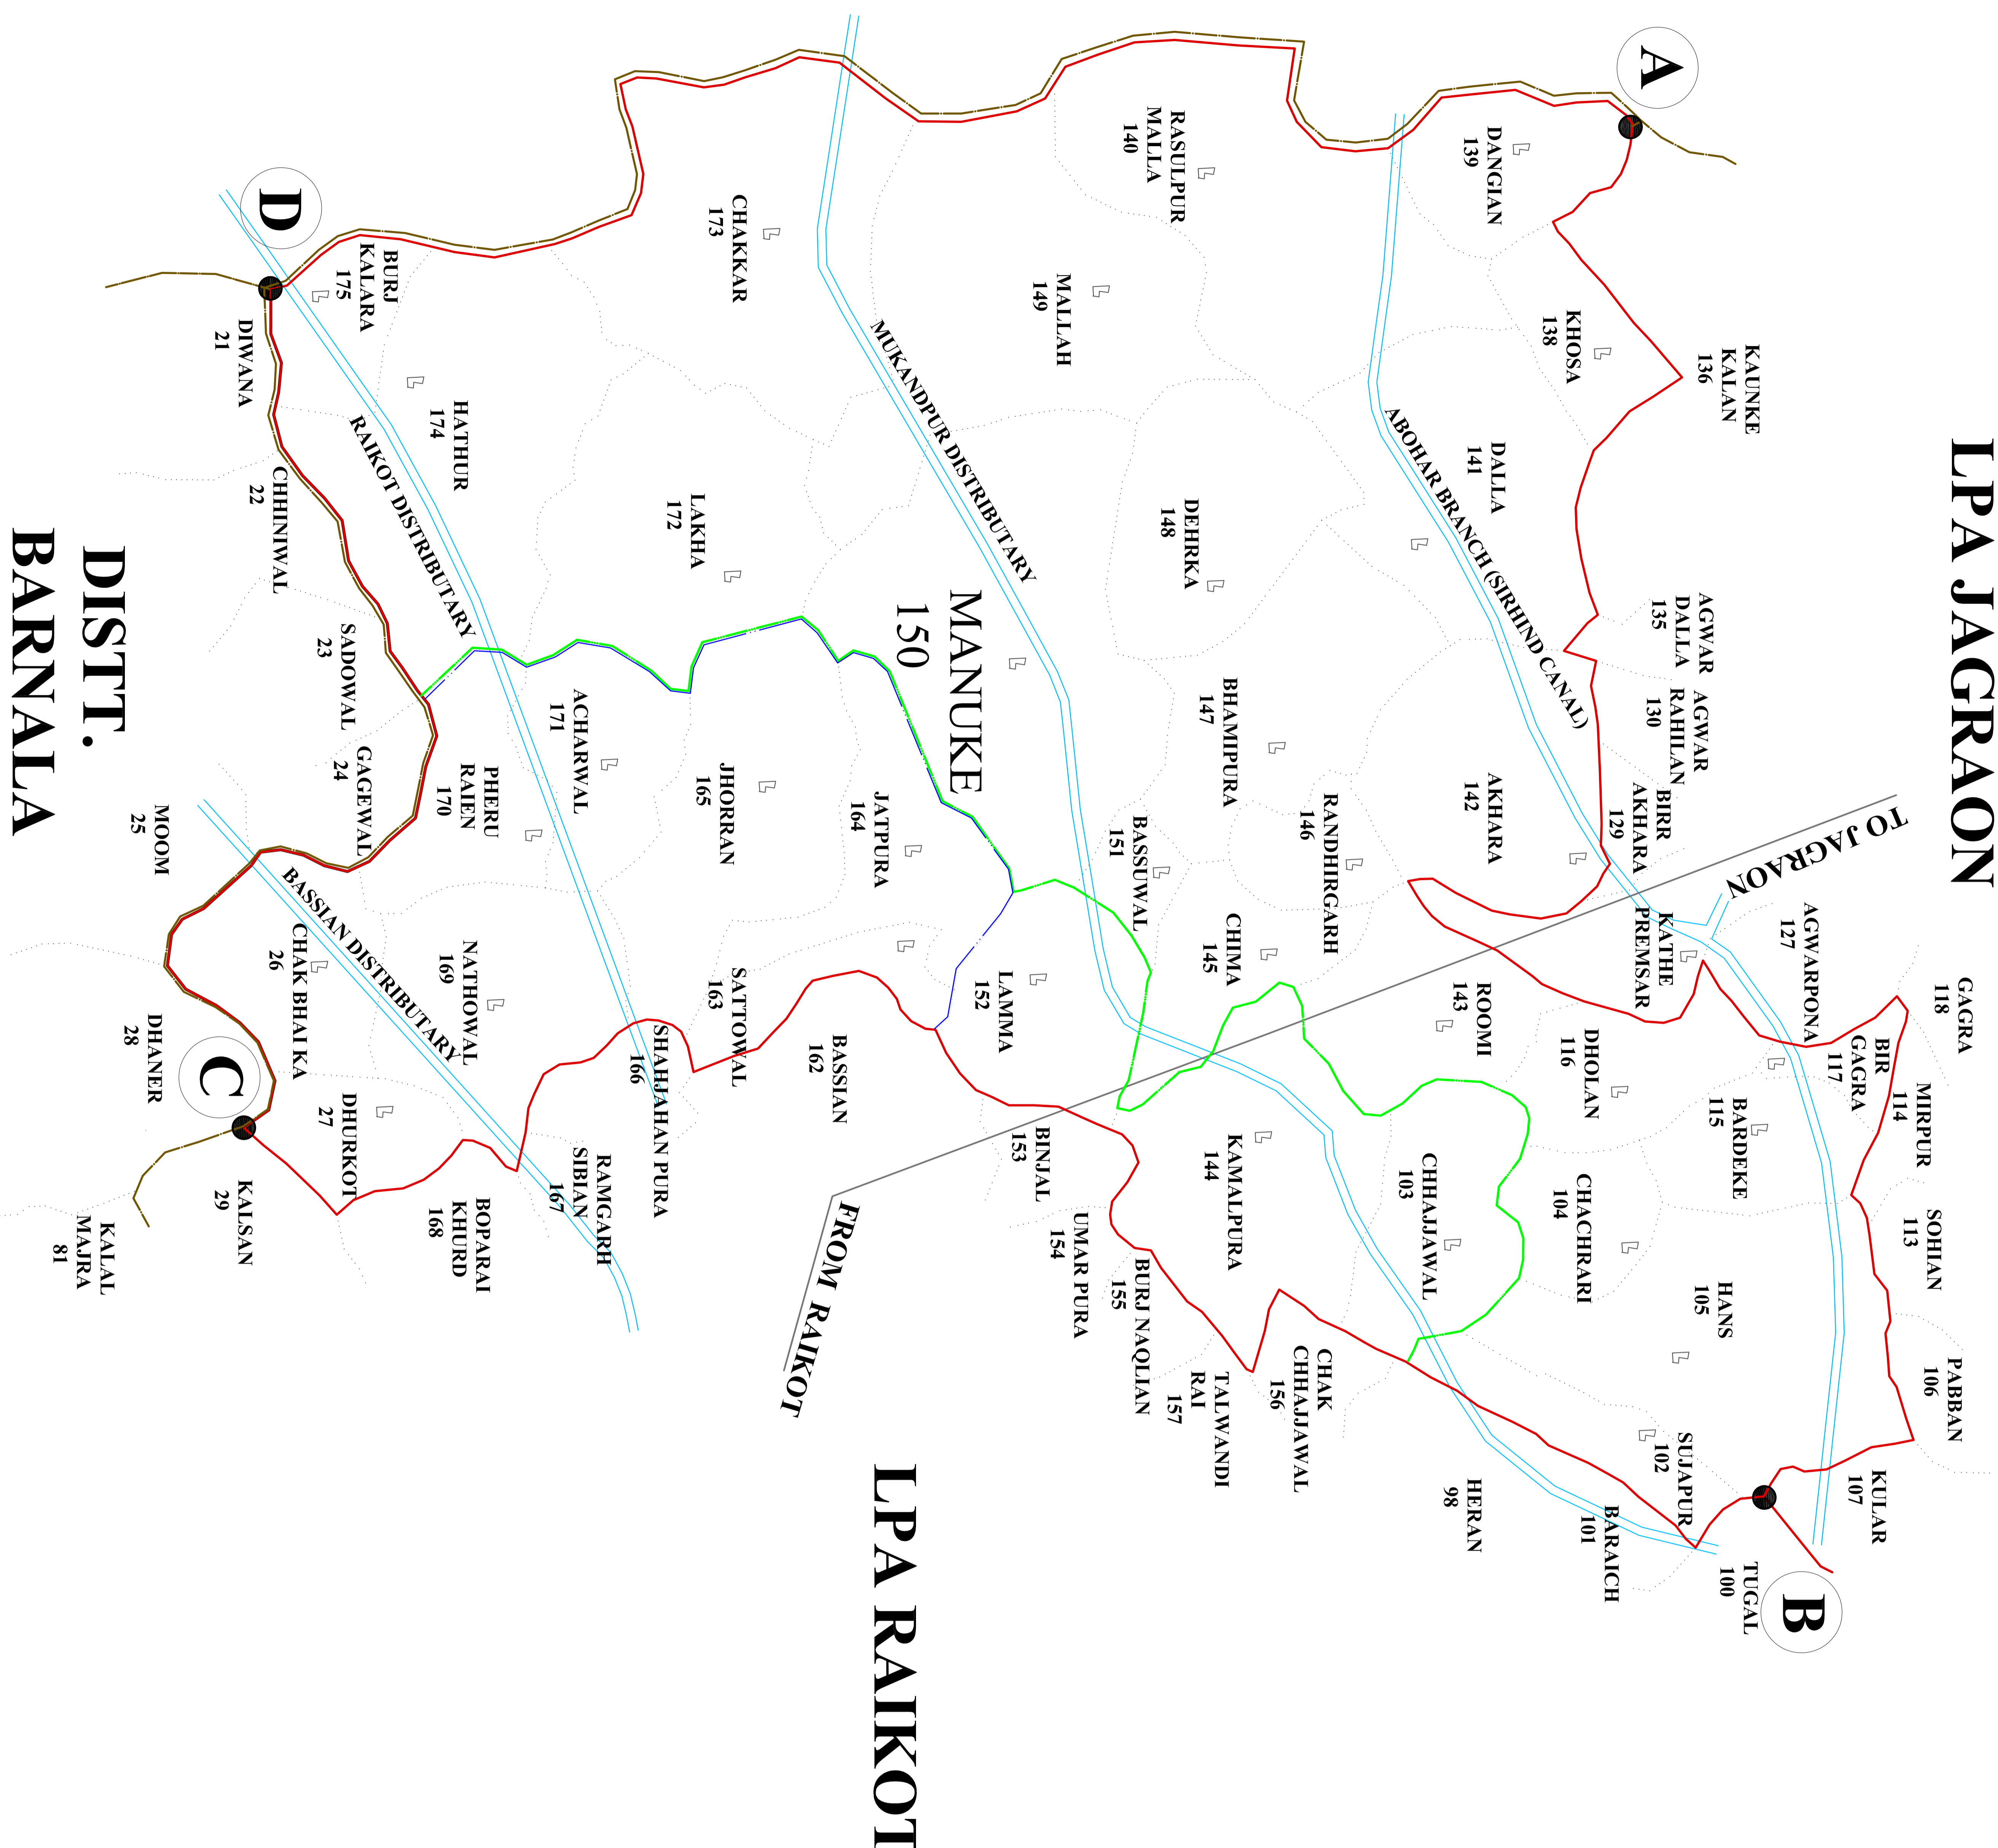 LPA JAGRAON
A
KAUNKE
KALAN
136
DANGIAN
139
KHOSA
138
DALLA
141
AGWAR
DALLA
135
AGWAR
RAHILAN
130
BIRR
AKHARA
129
TO JAGRAON
KATHE
PREMSAR
AGWARPONA
127
GAGRA
118
BIR
GAGRA
117
MIRPUR
114
SOHIAN
113
PABBAN
106
KULAR
107
B
TUGAL
100
BARAICH
101
SUJAPUR
102
HANS
105
BARDEKE
115
DHOLAN
116
CHACHRARI
104
ROOMI
143
AKHARA
142
ABOHAR BRANCH (SIRHIND CANAL)
HERAN
98
CHHAJJAWAL
103
CHAK
CHHAJJAWAL
156
TALWANDI
RAI
157
RANDHIRGARH
146
CHIMA
145
KAMALPURA
144
BHAMIPURA
147
DEHRKA
148
RASULPUR
MALLA
140
BASSUWAL
151
BURJ NAQLIAN
155
UMAR PURA
154
BINJAL
153
LAMMA
152
MALLAH
149
MUKANDPUR DISTRIBUTARY
MANUKE
150
LPA RAIKOT
FROM RAIKOT
JATPURA
164
BASSIAN
162
CHAKKAR
173
LAKHA
172
JHORRAN
165
SATTOWAL
163
SHAHJAHAN PURA
166
ACHARWAL
171
RAMGARH
SIBIAN
167
HATHUR
174
PHERU
RAIEN
170
NATHOWAL
169
BOPARAI
KHURD
168
RAIKOT DISTRIBUTARY
BASSIAN DISTRIBUTARY
BURJ
KALARA
175
GAGEWAL
24
SADOWAL
23
DHURKOT
27
CHAK BHAI KA
26
D
CHHINIWAL
22
DIWANA
21
C
KALSAN
29
MOOM
25
DHANER
28
KALAL
MAJRA
81
DISTT.
BARNALA